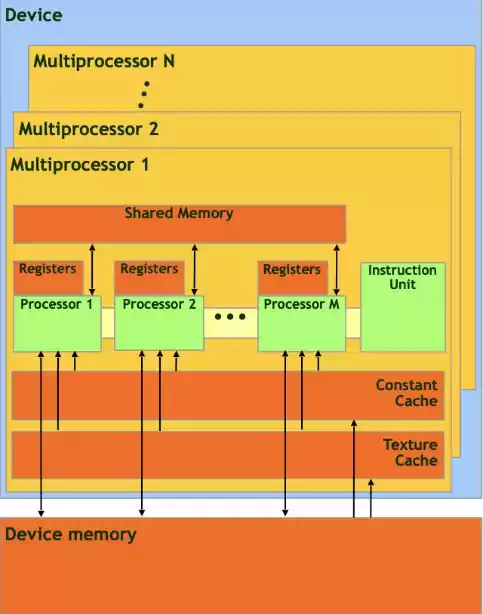 Device
Multiprocessor N
Multiprocessor 2
Multiprocessor 1
Shared Memory
Registers
Registers
Registers
Instruction
Unit
Processor 1
Processor 2
•••
Processor M
Constant
Cache
Texture
Cache
Device memory